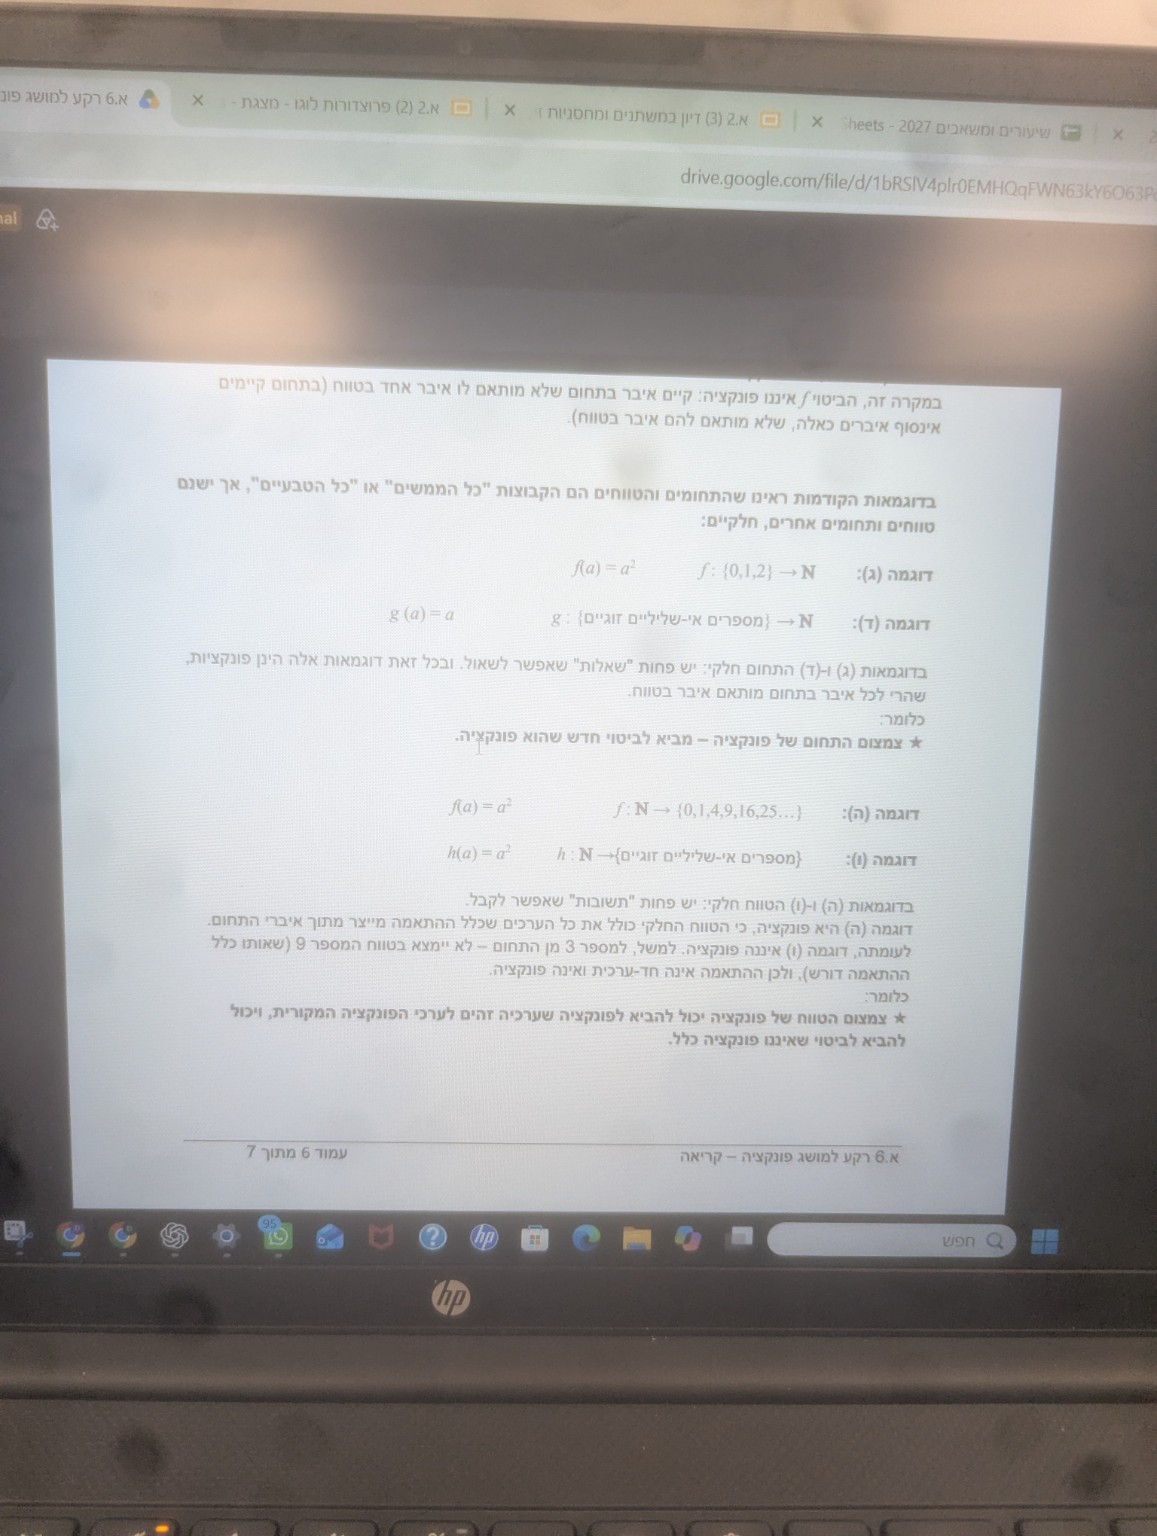 א.6 רקע למושג פונ
א.2 (2) פרוצדורות לוגו - מצגת -
א.2 (3) דיון במשתנים ומחסניות
שיעורים ומשאבים 2027 - Sheets
drive.google.com/file/d/1bRSlV4plr0EMHQqFWN63kY6O63P
במקרה זה, הביטוי f איננו פונקציה: קיים איבר בתחום שלא מותאם לו איבר אחד בטווח (בתחום קיימים
אינסוף איברים כאלה, שלא מותאם להם איבר בטווח).
בדוגמאות הקודמות ראינו שהתחומים והטווחים הם הקבוצות "כל הממשים" או "כל הטבעיים", אך ישנם
טווחים ותחומים אחרים, חלקיים:
דוגמה (ג): f : {0,1,2} → N f(a) = a²
דוגמה (ד): g : {מספרים אי-שליליים זוגיים} → N g (a) = a
בדוגמאות (ג) ו-(ד) התחום חלקי: יש פחות "שאלות" שאפשר לשאול. ובכל זאת דוגמאות אלה הינן פונקציות,
שהרי לכל איבר בתחום מותאם איבר בטווח.
כלומר:
★ צמצום התחום של פונקציה – מביא לביטוי חדש שהוא פונקציה.
דוגמה (ה): f : N → {0,1,4,9,16,25…} f(a) = a²
דוגמה (ו): h : N →{מספרים אי-שליליים זוגיים} h(a) = a²
בדוגמאות (ה) ו-(ו) הטווח חלקי: יש פחות "תשובות" שאפשר לקבל.
דוגמה (ה) היא פונקציה, כי הטווח החלקי כולל את כל הערכים שכלל ההתאמה מייצר מתוך איברי התחום.
לעומתה, דוגמה (ו) איננה פונקציה. למשל, למספר 3 מן התחום – לא יימצא בטווח המספר 9 (שאותו כלל
ההתאמה דורש), ולכן ההתאמה אינה חד-ערכית ואינה פונקציה.
כלומר:
★ צמצום הטווח של פונקציה יכול להביא לפונקציה שערכיה זהים לערכי הפונקציה המקורית, ויכול
להביא לביטוי שאיננו פונקציה כלל.
א.6 רקע למושג פונקציה – קריאה עמוד 6 מתוך 7
95
hp
חפש
hp